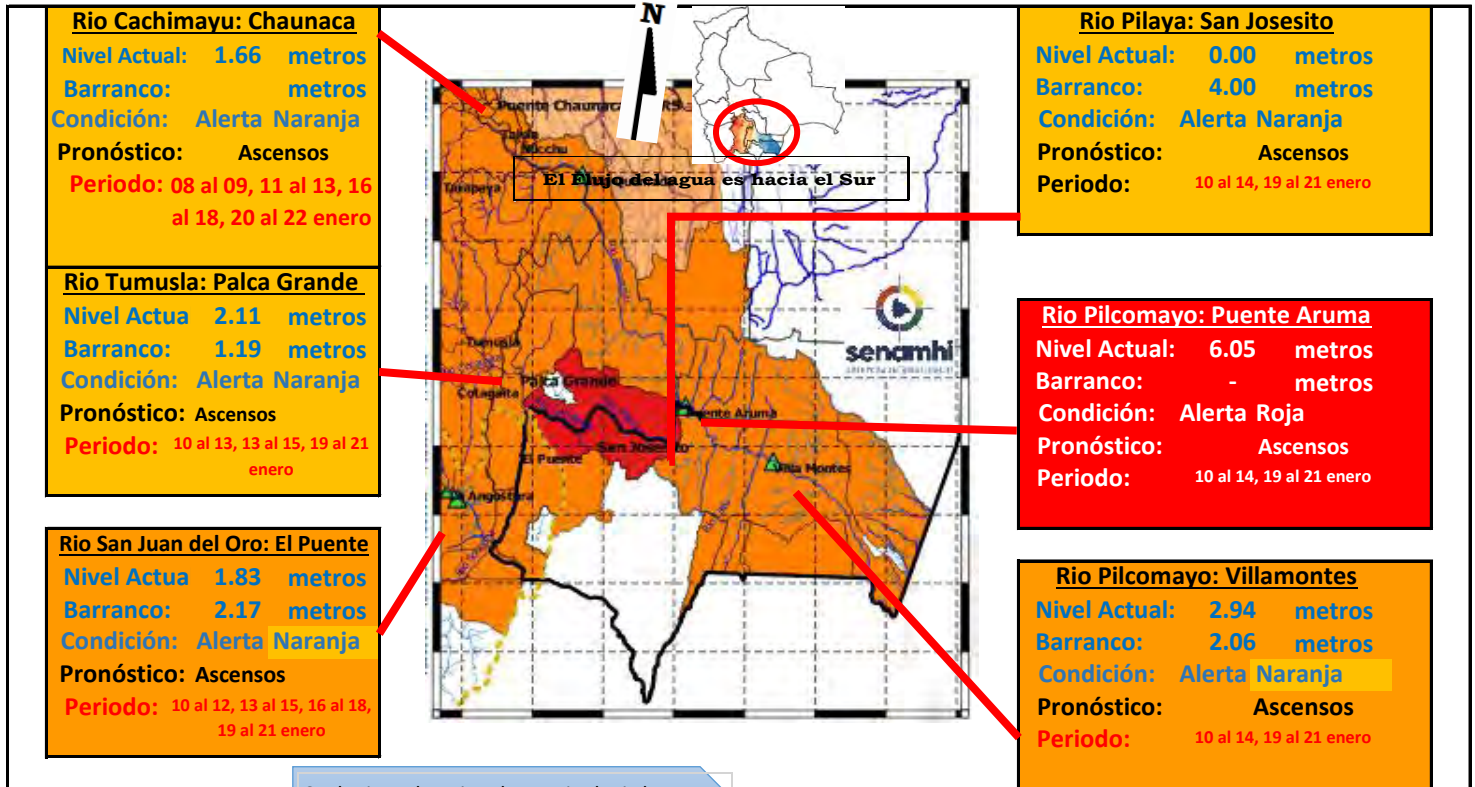 Rio Cachimayu: Chaunaca
Nivel Actual: 1.66 metros
Barranco: metros
Condición: Alerta Naranja
Pronóstico: Ascensos
Periodo: 08 al 09, 11 al 13, 16
al 18, 20 al 22 enero
Rio Tumusla: Palca Grande
Nivel Actua 2.11 metros
Barranco: 1.19 metros
Condición: Alerta Naranja
Pronóstico: Ascensos
Periodo: 10 al 13, 13 al 15, 19 al 21
enero
Rio San Juan del Oro: El Puente
Nivel Actua 1.83 metros
Barranco: 2.17 metros
Condición: Alerta Naranja
Pronóstico: Ascensos
Periodo: 10 al 12, 13 al 15, 16 al 18,
19 al 21 enero
N
Puente Chaunaca
Talula
Ñucchu
El Flujo del agua es hacia el Sur
Tarapaya
senamhi
Tumusla
Palca Grande
Cotagaita
Puente Aruma
San Josesito
El Puente
Villa Montes
Angostura
Rio Pilaya: San Josesito
Nivel Actual: 0.00 metros
Barranco: 4.00 metros
Condición: Alerta Naranja
Pronóstico: Ascensos
Periodo: 10 al 14, 19 al 21 enero
Rio Pilcomayo: Puente Aruma
Nivel Actual: 6.05 metros
Barranco: - metros
Condición: Alerta Roja
Pronóstico: Ascensos
Periodo: 10 al 14, 19 al 21 enero
Rio Pilcomayo: Villamontes
Nivel Actual: 2.94 metros
Barranco: 2.06 metros
Condición: Alerta Naranja
Pronóstico: Ascensos
Periodo: 10 al 14, 19 al 21 enero